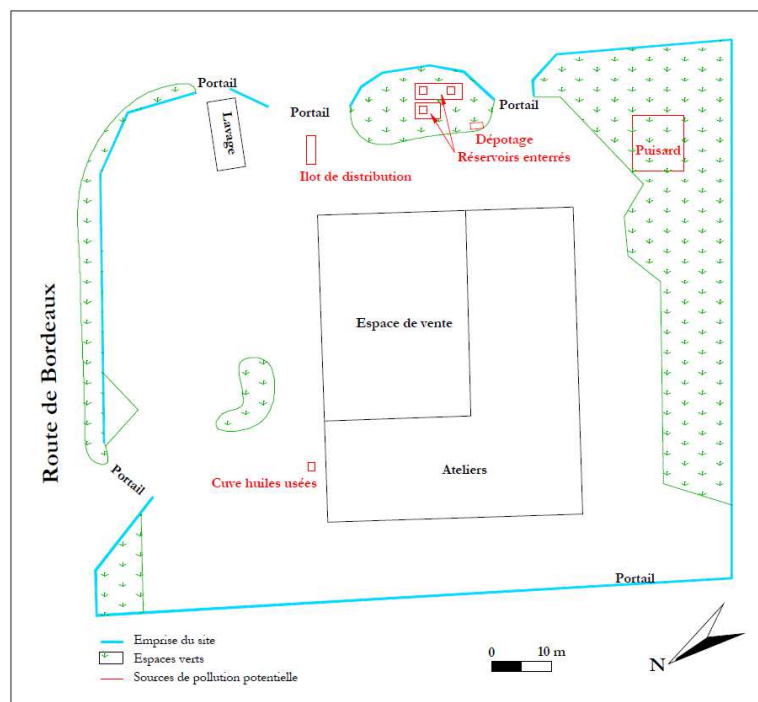 Portail
Lavage
Portail
Portail
Dépotage
Réservoirs enterrés
Puisard
Ilot de distribution
Route de Bordeaux
Espace de vente
Cuve huiles usées
Ateliers
Portail
Portail
Emprise du site
Espaces verts
Sources de pollution potentielle
0 10 m
N